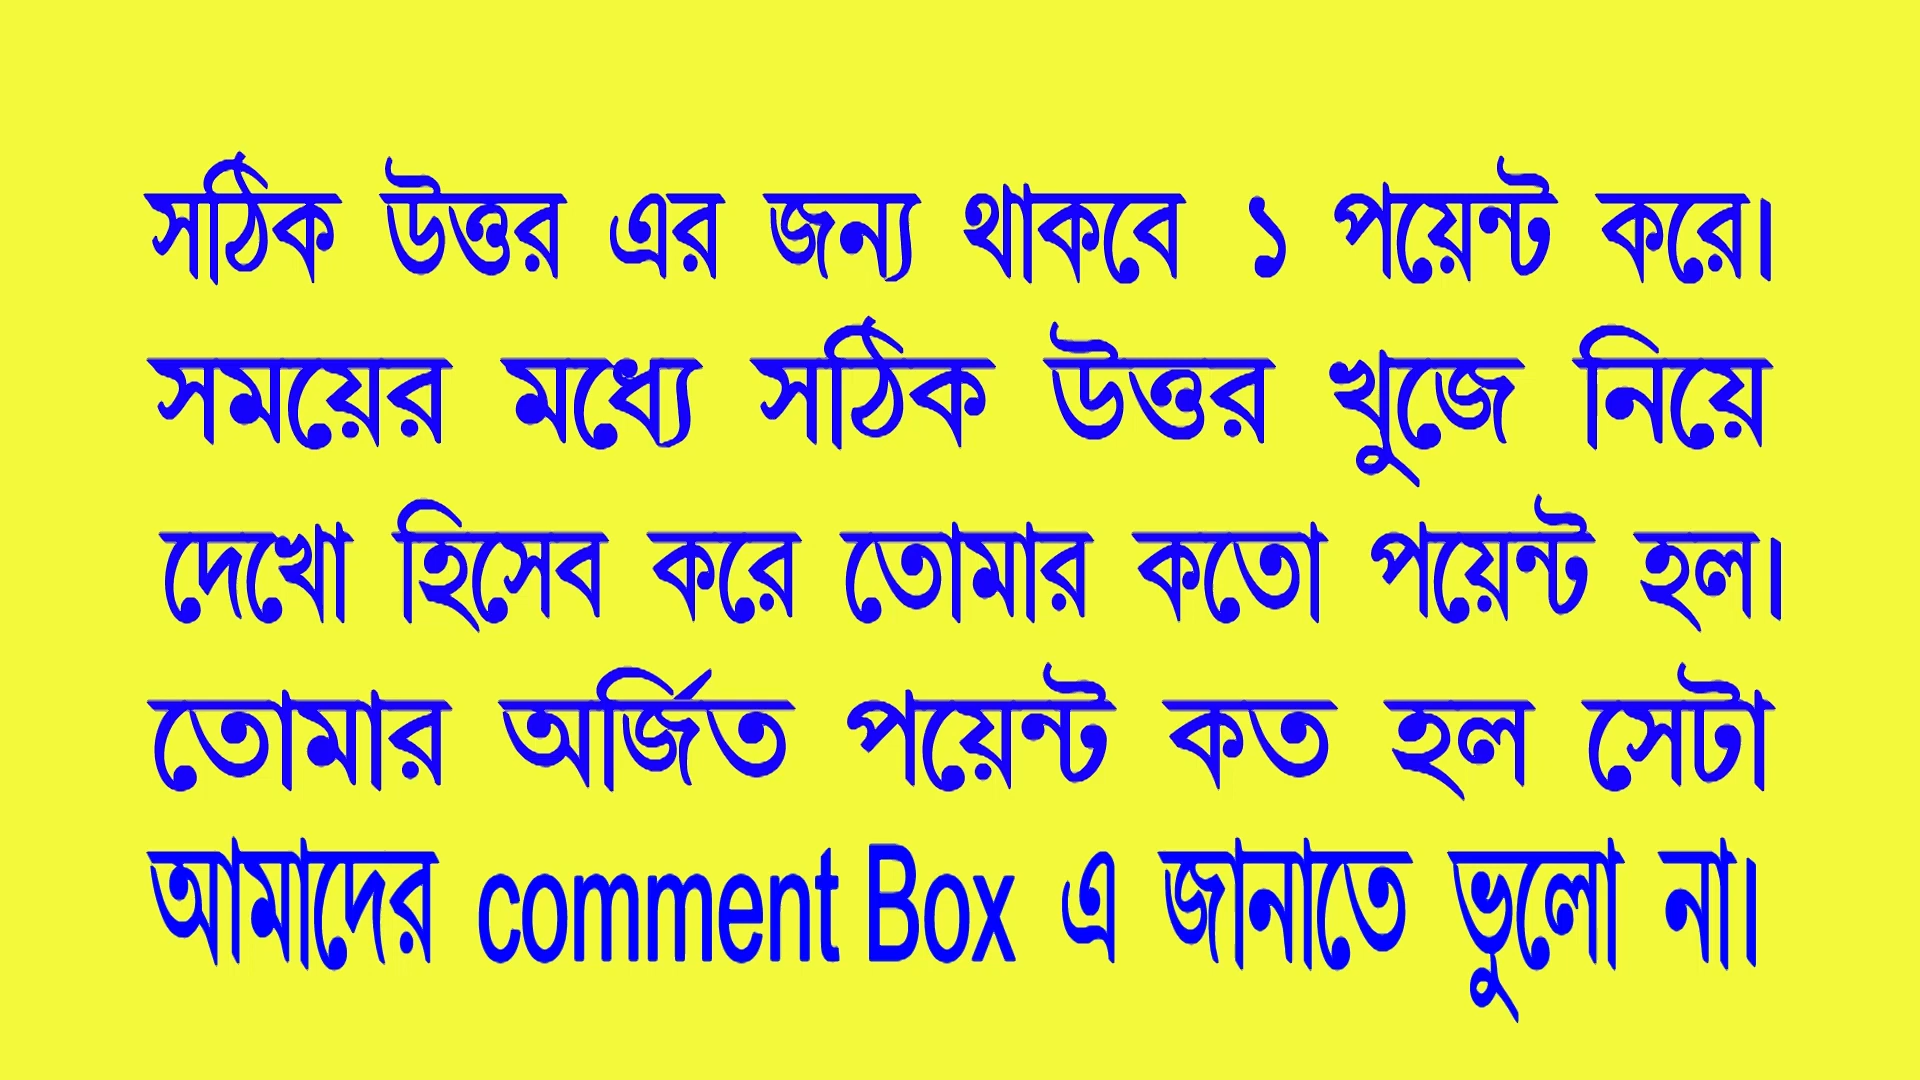 সঠিক উত্তর এর জন্য থাকবে ১ পয়েন্ট করে।
সময়ের মধ্যে সঠিক উত্তর খুজে নিয়ে
দেখো হিসেব করে তোমার কতো পয়েন্ট হল।
তোমার অর্জিত পয়েন্ট কত হল সেটা
আমাদের comment Box এ জানাতে ভুলো না।